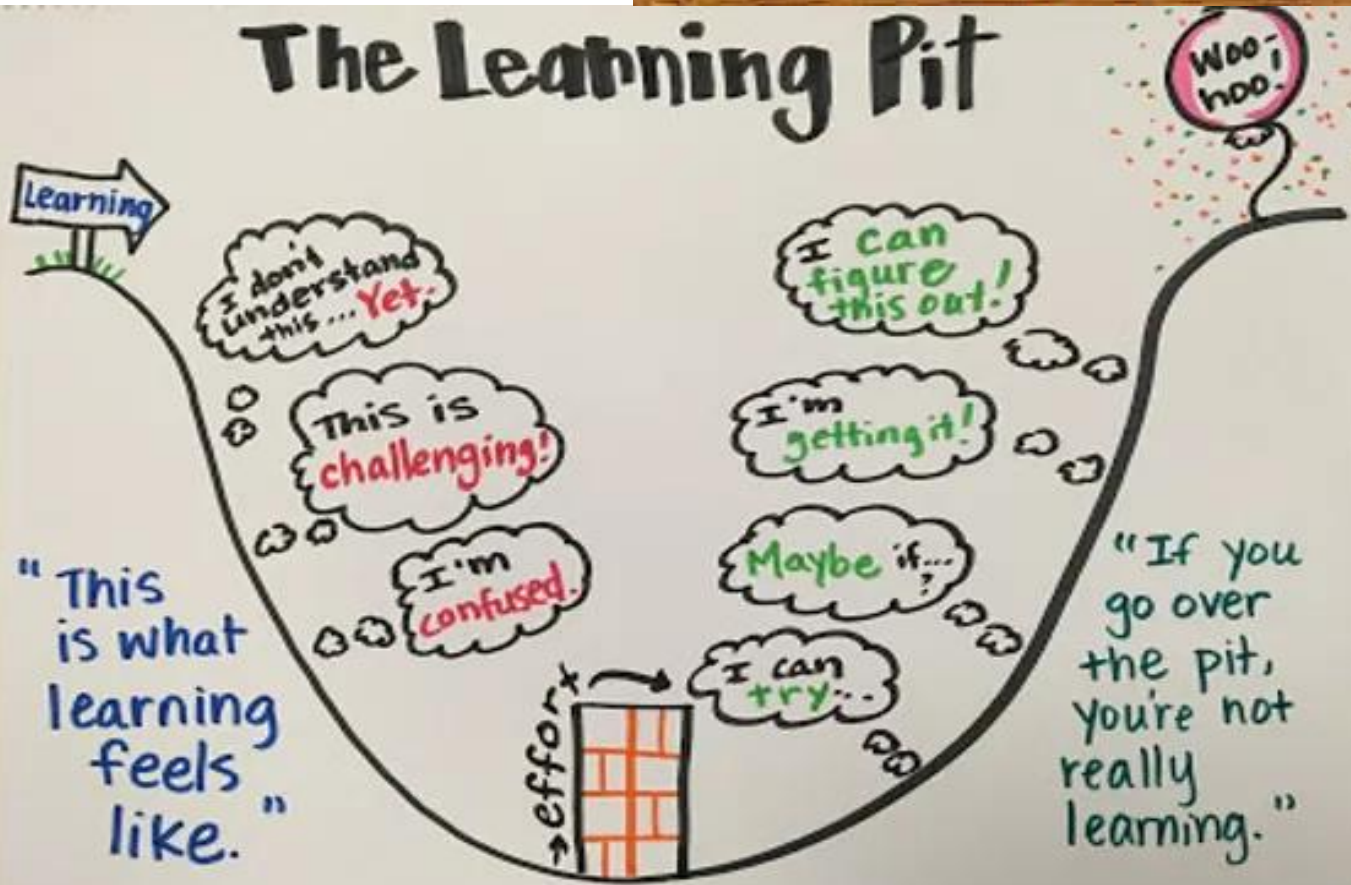 The Learning Pit
Woo-
hoo!
Learning
I don't
understand
this... Yet.
This is
challenging!
I'm
confused.
effort
I can
try...
Maybe if...
?
I'm
getting it!
I can
figure
this out!
"This
is what
learning
feels
like."
"If you
go over
the pit,
you're not
really
learning."